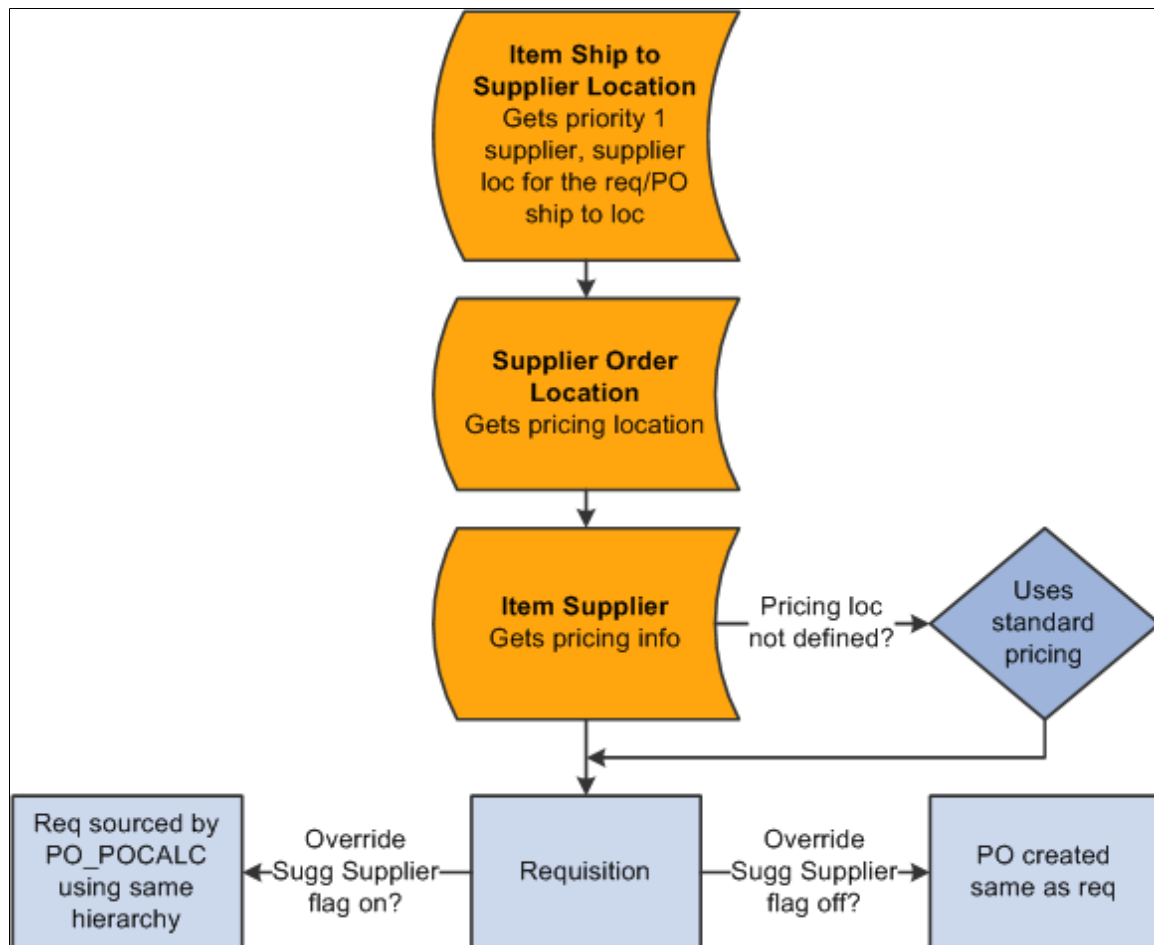 Item Ship to
Supplier Location
Gets priority 1
supplier, supplier
loc for the req/PO
ship to loc
Supplier Order
Location
Gets pricing location
Item Supplier
Gets pricing info
Pricing loc
not defined?
Uses
standard
pricing
Req sourced by
PO_POCALC
using same
hierarchy
Override
Sugg Supplier
flag on?
Requisition
Override
Sugg Supplier
flag off?
PO created
same as req